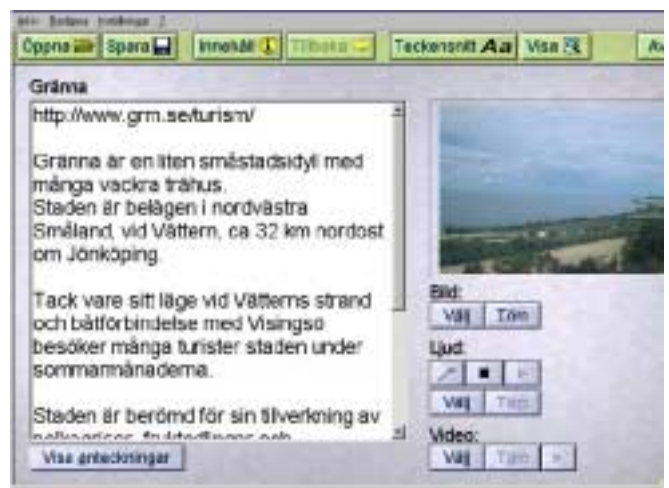 Öppna Spara Innehåll Tillbaka Teckensnitt Aa Visa
Gränna
http://www.grm.se/turism/
Gränna är en liten småstadsidyll med
många vackra trähus.
Staden är belägen i nordvästra
Småland, vid Vättern, ca 32 km nordost
om Jönköping.
Tack vare sitt läge vid Vätterns strand
och båtförbindelse med Visingsö
besöker många turister staden under
sommarmånaderna.
Staden är berömd för sin tillverkning av
Visa anteckningar
Bild:
Välj Töm
Ljud:
Välj Töm
Video:
Välj Töm